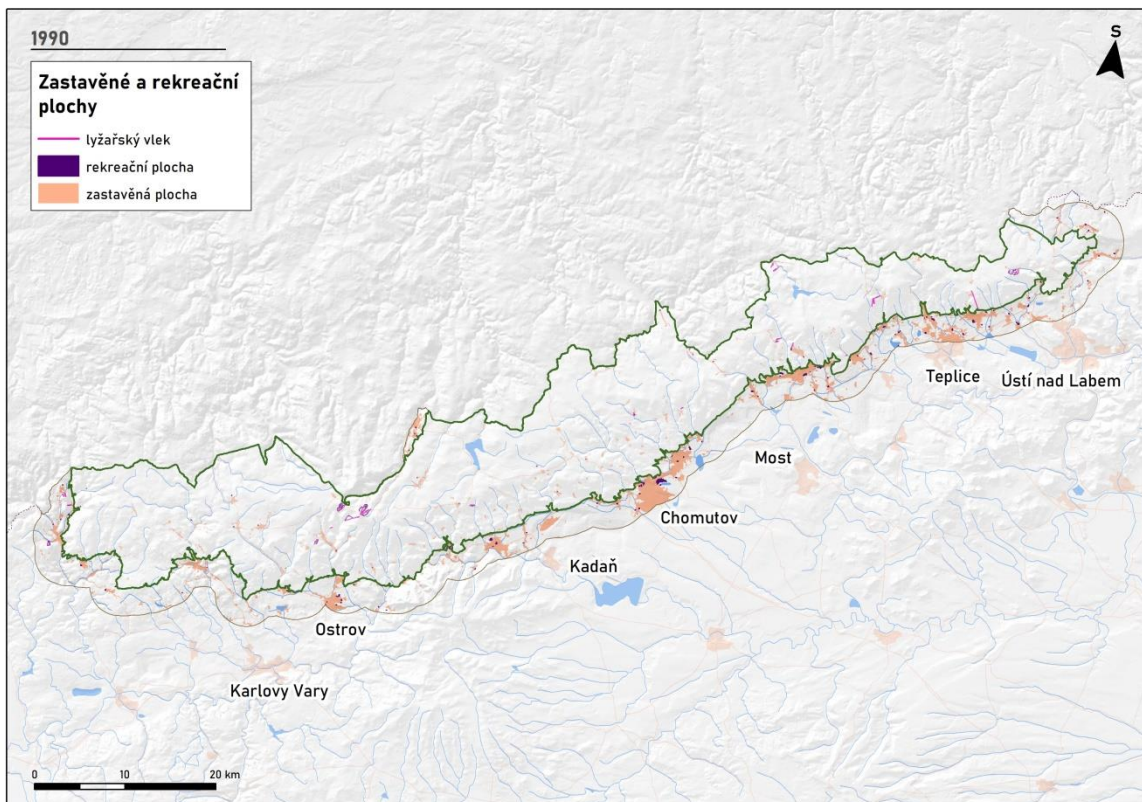 1990
Zastavěné a rekreační
plochy
lyžařský vlek
rekreační plocha
zastavěná plocha
S
Teplice
Ústí nad Labem
Most
Chomutov
Kadaň
Ostrov
Karlovy Vary
0 10 20 km